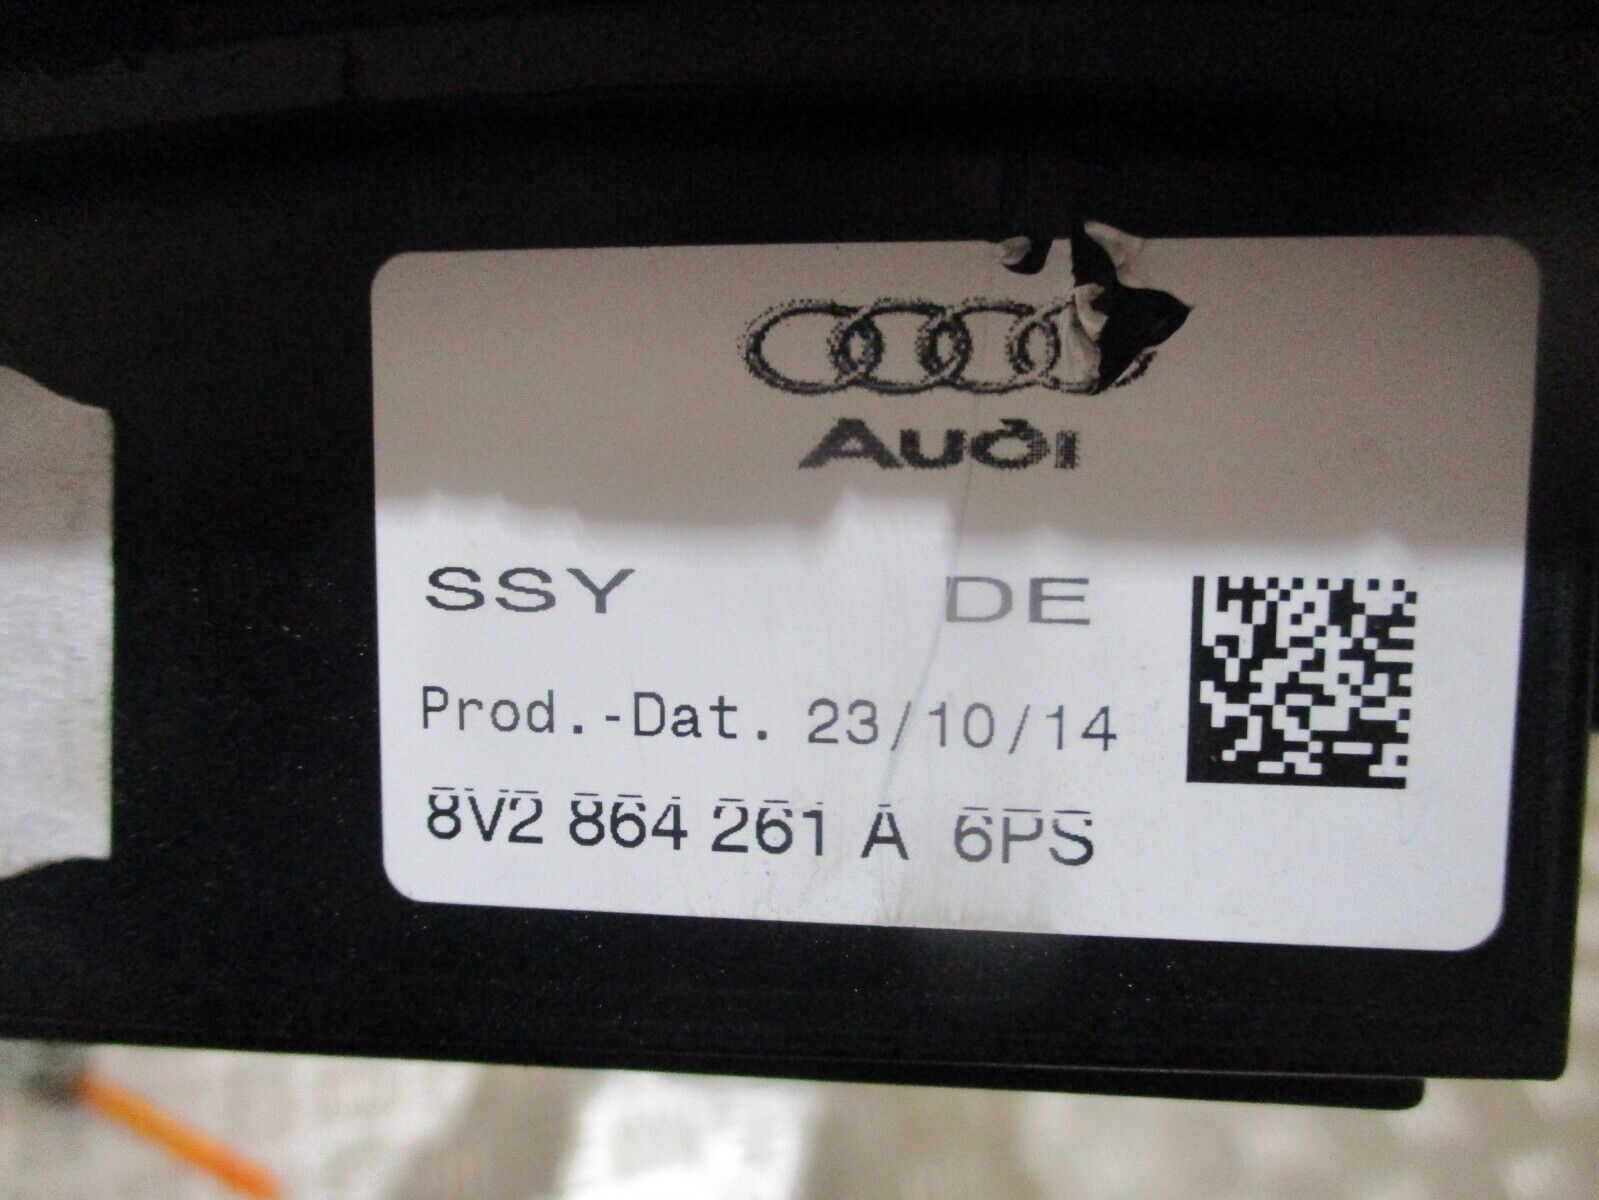 Audi
SSY DE
Prod.-Dat. 23/10/14
8V2 864 261 A 6PS